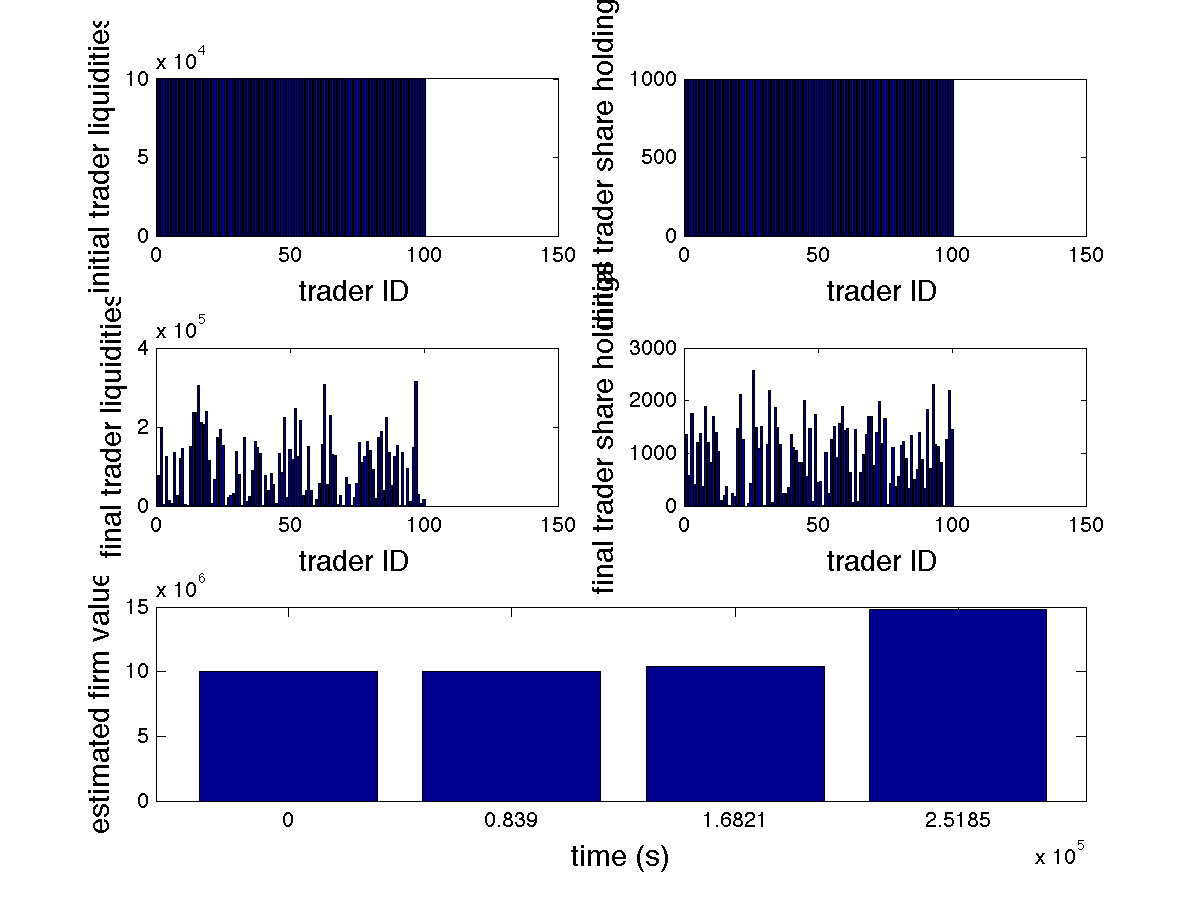 x 10^4
10
5
0
0 50 100 150
initial trader liquidities
trader ID
1000
500
0
0 50 100 150
trader share holding
trader ID
x 10^5
4
2
0
0 50 100 150
final trader liquidities
trader ID
3000
2000
1000
0
0 50 100 150
final trader share holdings
trader ID
x 10^6
15
10
5
0
0 0.839 1.6821 2.5185
x 10^5
estimated firm value
time (s)